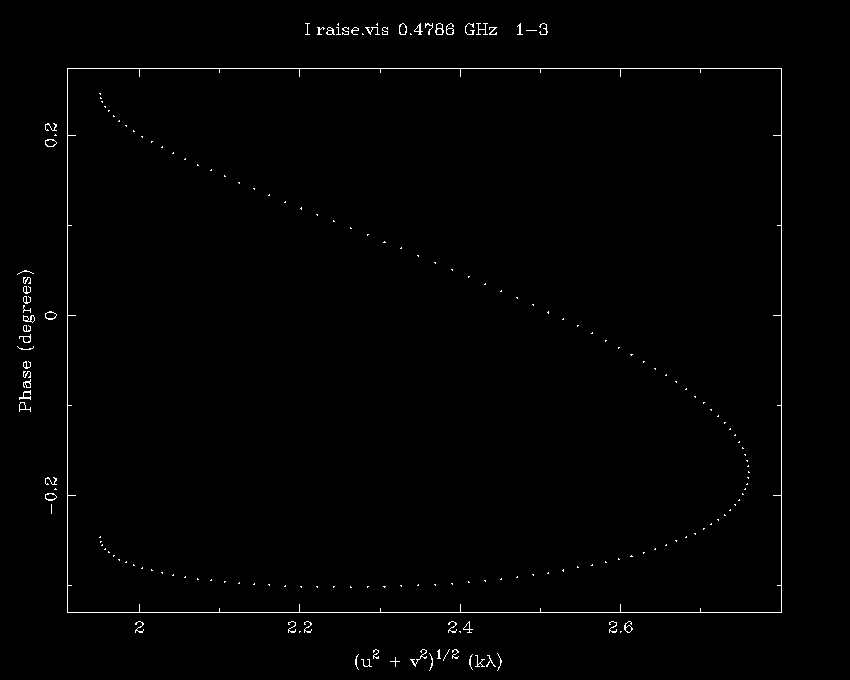 I raise.vis 0.4786 GHz 1−3
Phase (degrees)
0.2
0
−0.2
2 2.2 2.4 2.6
(u² + v²)^1/2 (kλ)